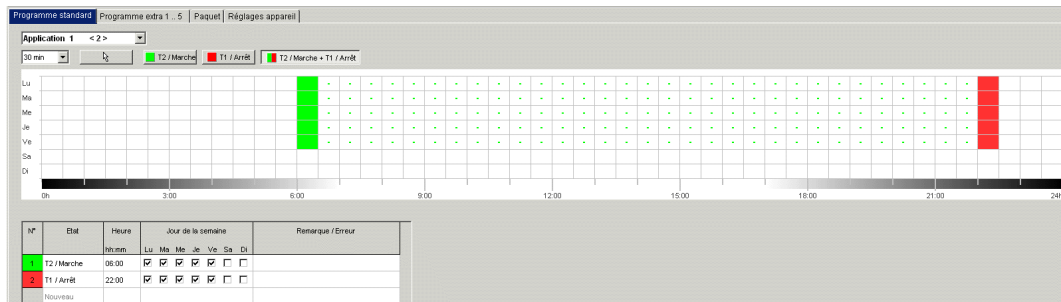 Programme standard Programme extra 1 .. 5 Paquet Réglages appareil
Application 1 < 2 >
30 min T2 / Marche T1 / Arrêt T2 / Marche + T1 / Arrêt
Lu
Ma
Me
Je
Ve
Sa
Di
0h 3:00 6:00 9:00 12:00 15:00 18:00 21:00 24h
N° Etat Heure Jour de la semaine Remarque / Erreur
hh:mm Lu Ma Me Je Ve Sa Di
1 T2 / Marche 06:00
2 T1 / Arrêt 22:00
Nouveau